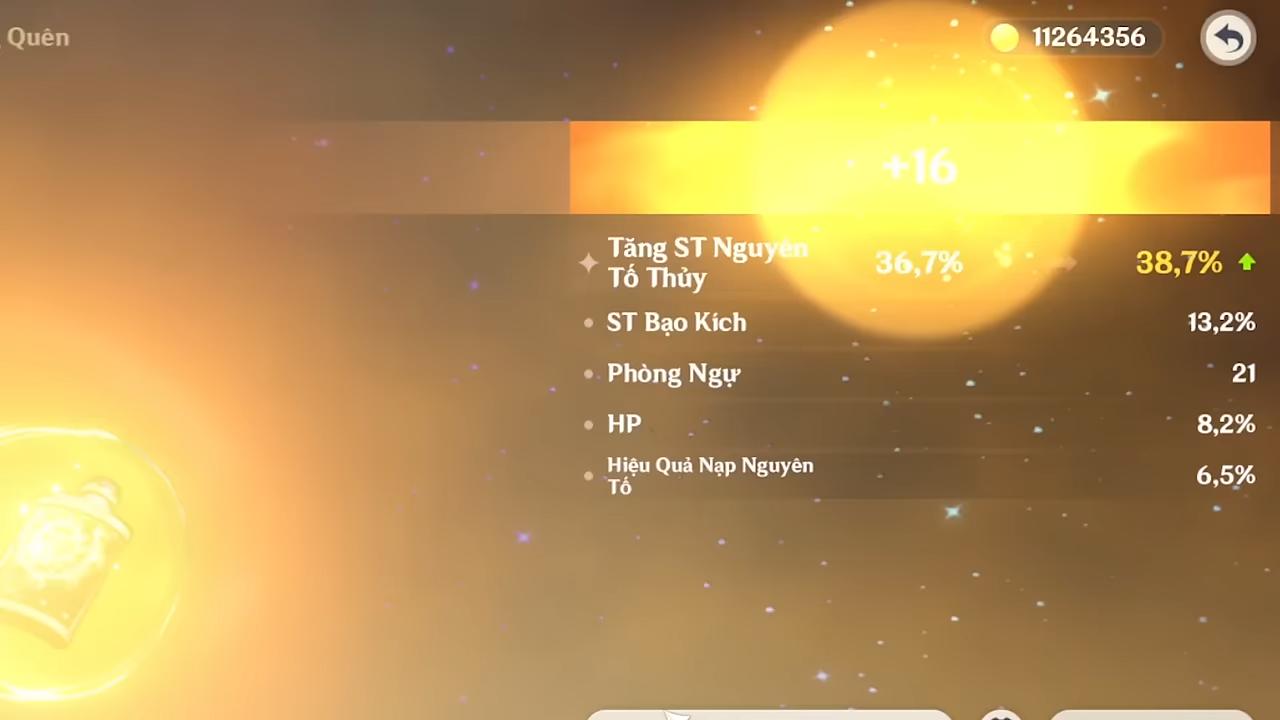 Quên
11264356
+16
Tăng ST Nguyên
Tố Thủy
36,7%
38,7%
ST Bạo Kích
13,2%
Phòng Ngự
21
HP
8,2%
Hiệu Quả Nạp Nguyên
Tố
6,5%